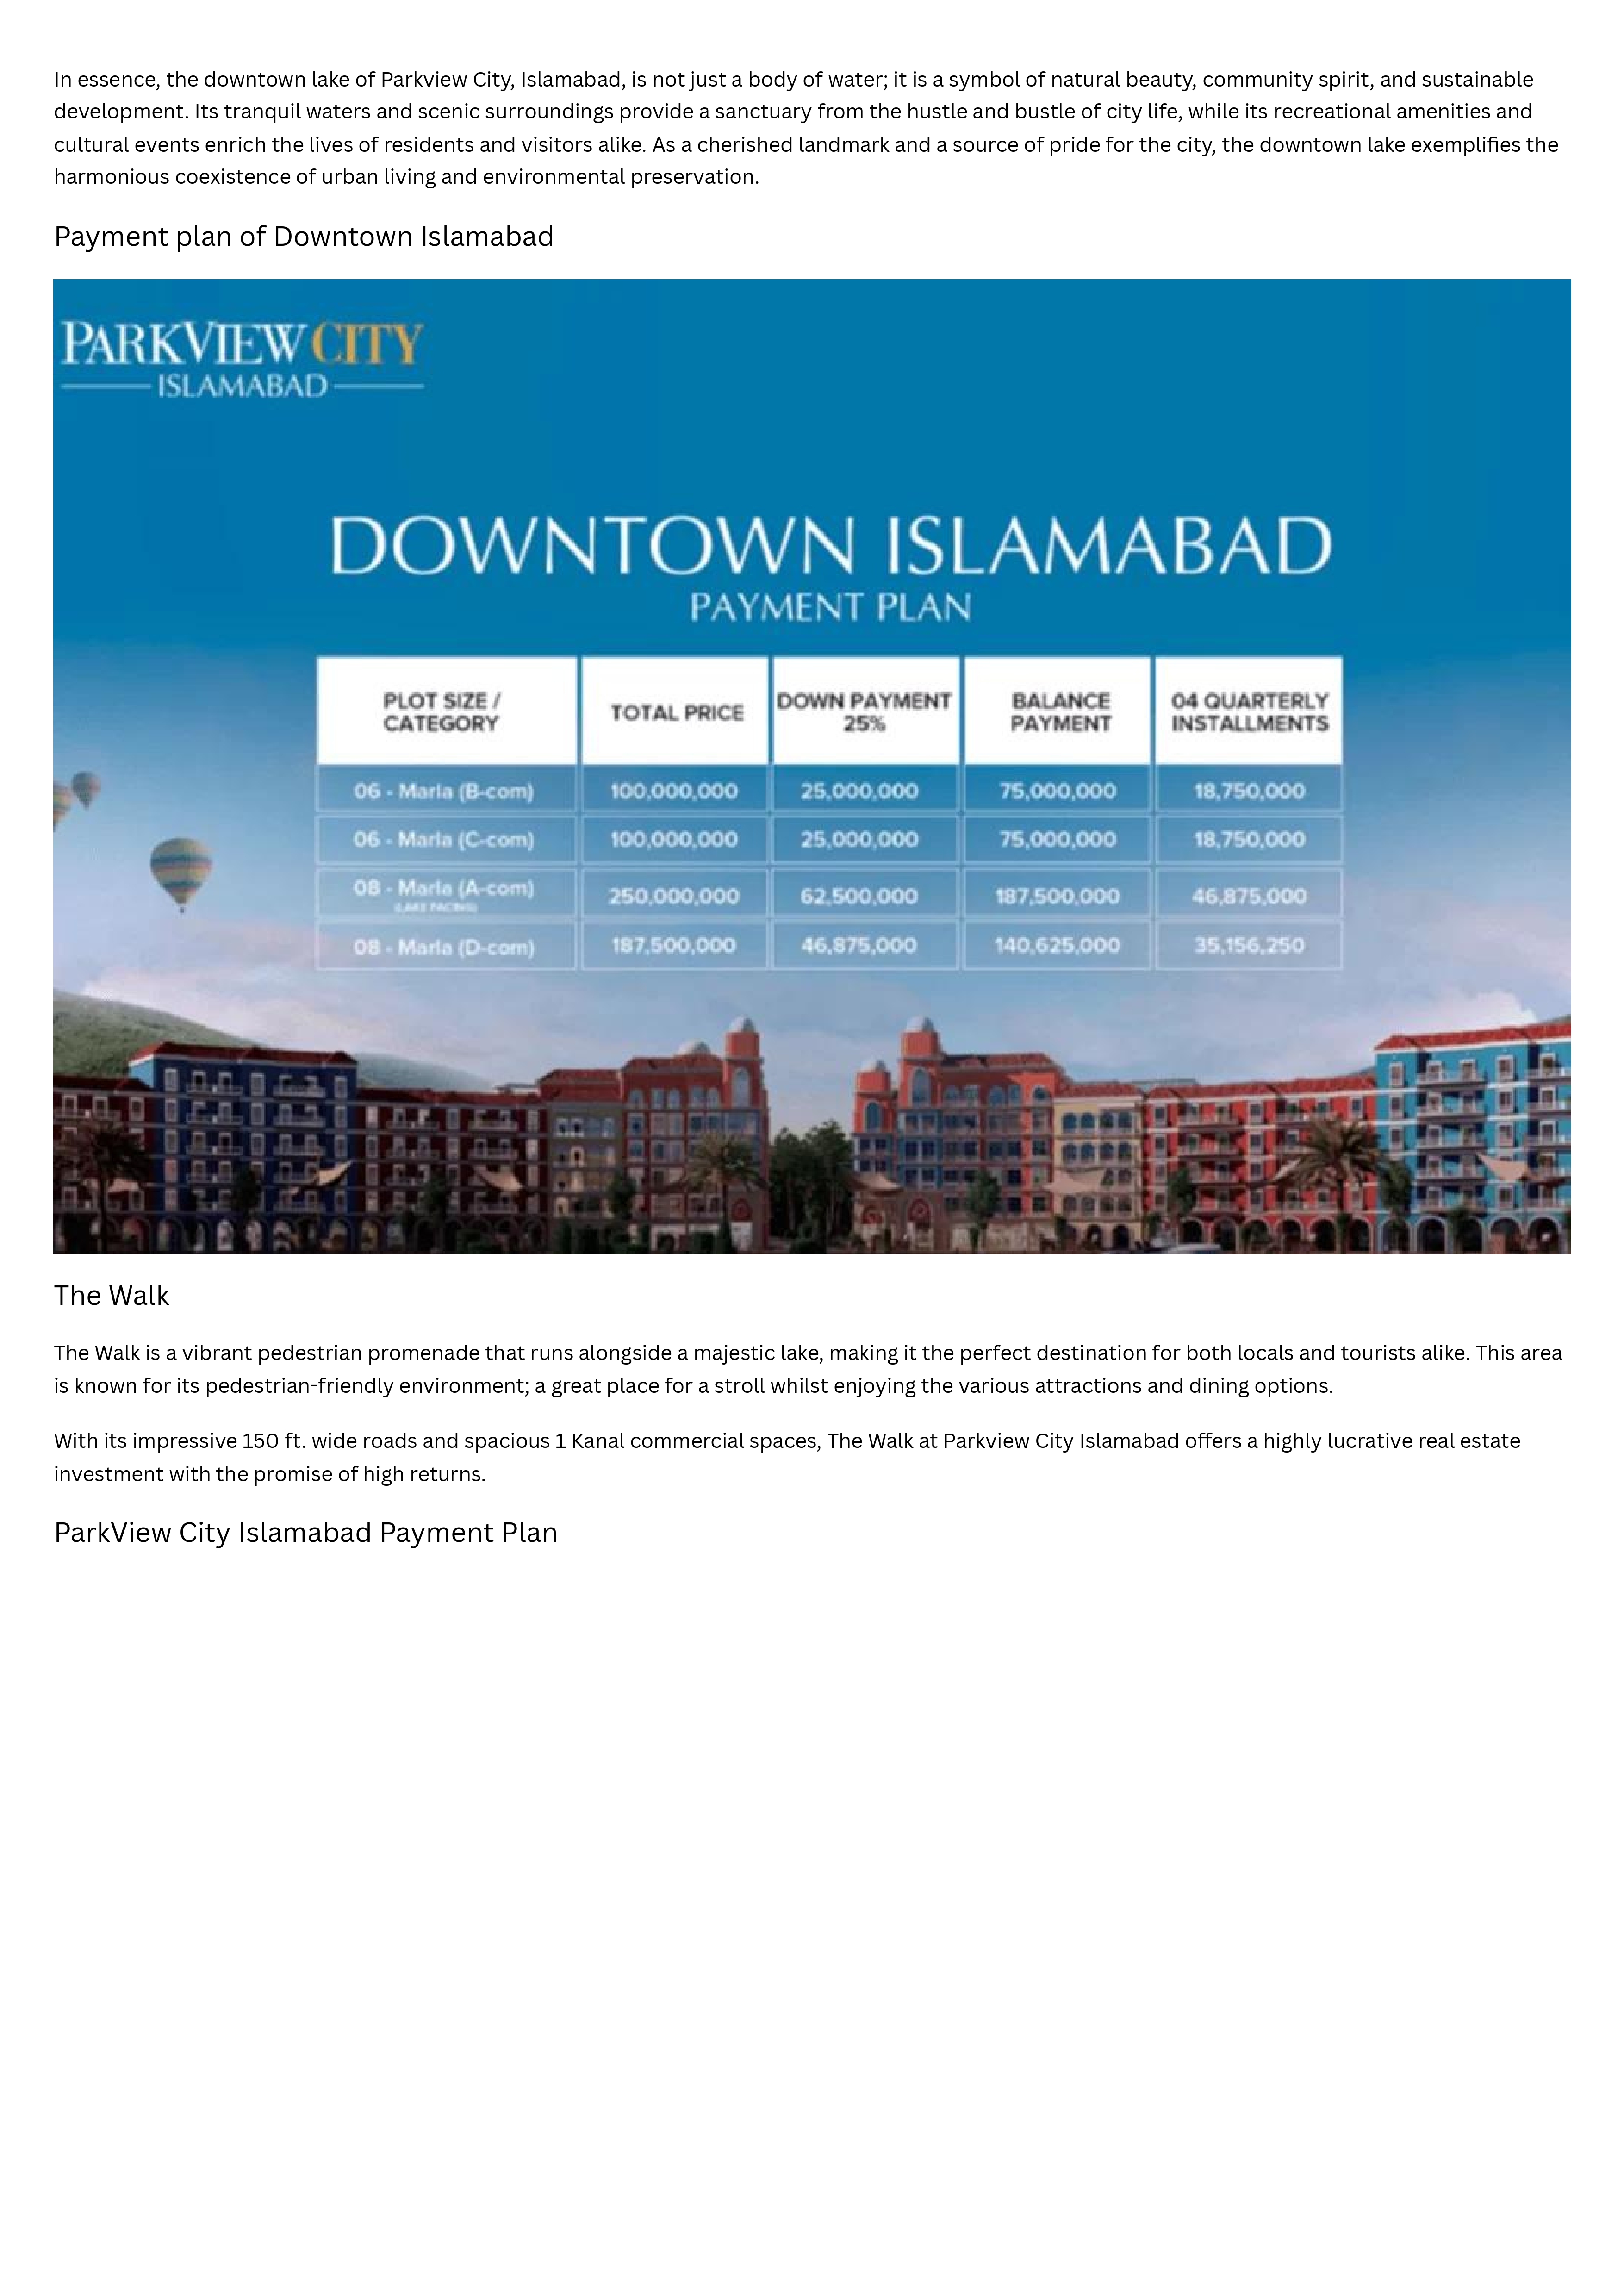 In essence, the downtown lake of Parkview City, Islamabad, is not just a body of water; it is a symbol of natural beauty, community spirit, and sustainable
development. Its tranquil waters and scenic surroundings provide a sanctuary from the hustle and bustle of city life, while its recreational amenities and
cultural events enrich the lives of residents and visitors alike. As a cherished landmark and a source of pride for the city, the downtown lake exemplifies the
harmonious coexistence of urban living and environmental preservation.
Payment plan of Downtown Islamabad
PARKVIEW CITY
ISLAMABAD
DOWNTOWN ISLAMABAD
PAYMENT PLAN
PLOT SIZE / CATEGORY TOTAL PRICE DOWN PAYMENT 25% BALANCE PAYMENT 04 QUARTERLY INSTALLMENTS
06 - Marla (B-com) 100,000,000 25,000,000 75,000,000 18,750,000
06 - Marla (C-com) 100,000,000 25,000,000 75,000,000 18,750,000
08 - Marla (A-com) 250,000,000 62,500,000 187,500,000 46,875,000
(LAKE FACING)
08 - Marla (D-com) 187,500,000 46,875,000 140,625,000 35,156,250
The Walk
The Walk is a vibrant pedestrian promenade that runs alongside a majestic lake, making it the perfect destination for both locals and tourists alike. This area
is known for its pedestrian-friendly environment; a great place for a stroll whilst enjoying the various attractions and dining options.
With its impressive 150 ft. wide roads and spacious 1 Kanal commercial spaces, The Walk at Parkview City Islamabad offers a highly lucrative real estate
investment with the promise of high returns.
ParkView City Islamabad Payment Plan